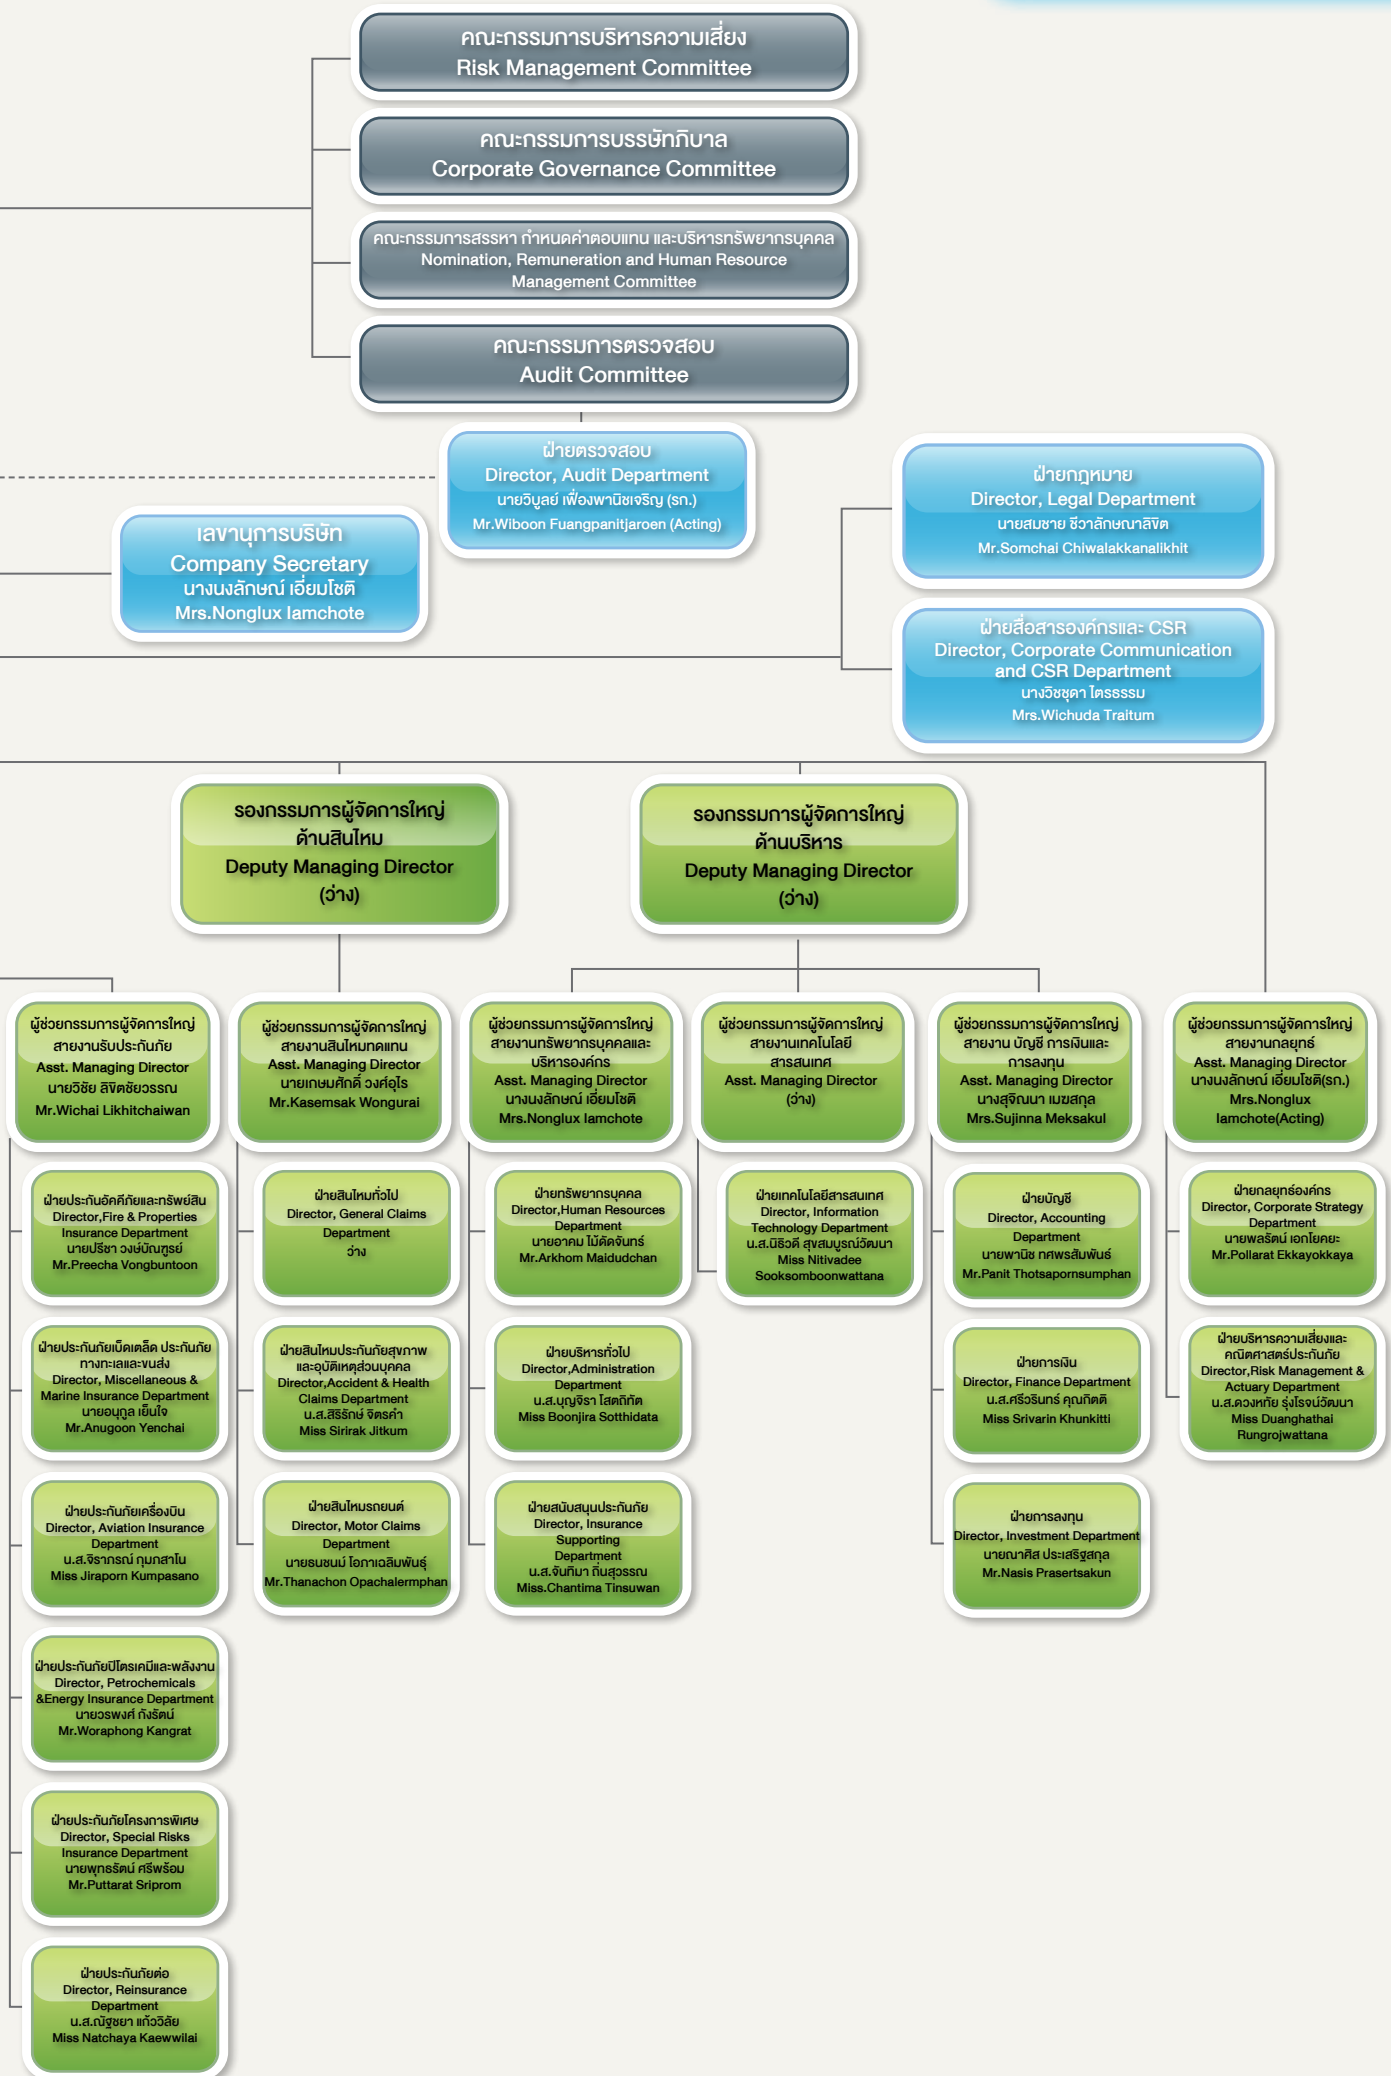 คณะกรรมการบริหารความเสี่ยง
Risk Management Committee
คณะกรรมการบรรษัทภิบาล
Corporate Governance Committee
คณะกรรมการสรรหา กำหนดค่าตอบแทน และบริหารทรัพยากรบุคคล
Nomination, Remuneration and Human Resource
Management Committee
คณะกรรมการตรวจสอบ
Audit Committee
ฝ่ายตรวจสอบ
Director, Audit Department
นายวิบูลย์ เฟื่องพานิชเจริญ (รก.)
Mr.Wiboon Fuangpanitjaroen (Acting)
ฝ่ายกฎหมาย
Director, Legal Department
นายสมชาย ชีวาลักษณาลิขิต
Mr.Somchai Chiwalakkanalikhit
เลขานุการบริษัท
Company Secretary
นางนงลักษณ์ เอี่ยมโชติ
Mrs.Nonglux Iamchote
ฝ่ายสื่อสารองค์กรและ CSR
Director, Corporate Communication
and CSR Department
นางวิชชุดา ไตรธรรม
Mrs.Wichuda Traitum
รองกรรมการผู้จัดการใหญ่
ด้านสินไหม
Deputy Managing Director
(ว่าง)
รองกรรมการผู้จัดการใหญ่
ด้านบริหาร
Deputy Managing Director
(ว่าง)
ผู้ช่วยกรรมการผู้จัดการใหญ่
สายงานรับประกันภัย
Asst. Managing Director
นายวิชัย ลิขิตชัยวรรณ
Mr.Wichai Likhitchaiwan
ผู้ช่วยกรรมการผู้จัดการใหญ่
สายงานสินไหมทดแทน
Asst. Managing Director
นายเกษมศักดิ์ วงศ์อุไร
Mr.Kasemsak Wongurai
ผู้ช่วยกรรมการผู้จัดการใหญ่
สายงานทรัพยากรบุคคลและ
บริหารองค์กร
Asst. Managing Director
นางนงลักษณ์ เอี่ยมโชติ
Mrs.Nonglux Iamchote
ผู้ช่วยกรรมการผู้จัดการใหญ่
สายงานเทคโนโลยี
สารสนเทศ
Asst. Managing Director
(ว่าง)
ผู้ช่วยกรรมการผู้จัดการใหญ่
สายงาน บัญชี การเงินและ
การลงทุน
Asst. Managing Director
นางสุจิณนา เมฆสกุล
Mrs.Sujinna Meksakul
ผู้ช่วยกรรมการผู้จัดการใหญ่
สายงานกลยุทธ์
Asst. Managing Director
นางนงลักษณ์ เอี่ยมโชติ(รก.)
Mrs.Nonglux
Iamchote(Acting)
ฝ่ายประกันอัคคีภัยและทรัพย์สิน
Director,Fire & Properties
Insurance Department
นายปรีชา วงษ์บัณฑูรย์
Mr.Preecha Vongbuntoon
ฝ่ายสินไหมทั่วไป
Director, General Claims
Department
ว่าง
ฝ่ายทรัพยากรบุคคล
Director,Human Resources
Department
นายอาคม ไม้ดัดจันทร์
Mr.Arkhom Maidudchan
ฝ่ายเทคโนโลยีสารสนเทศ
Director, Information
Technology Department
น.ส.นิธิวดี สุขสมบูรณ์วัฒนา
Miss Nitivadee
Sooksomboonwattana
ฝ่ายบัญชี
Director, Accounting
Department
นายพานิช ทศพรสัมพันธ์
Mr.Panit Thotsapornsumphan
ฝ่ายกลยุทธ์องค์กร
Director, Corporate Strategy
Department
นายพลรัตน์ เอกโยคยะ
Mr.Pollarat Ekkayokkaya
ฝ่ายประกันภัยเบ็ดเตล็ด ประกันภัย
ทางทะเลและขนส่ง
Director, Miscellaneous &
Marine Insurance Department
นายอนุกูล เย็นใจ
Mr.Anugoon Yenchai
ฝ่ายสินไหมประกันภัยสุขภาพ
และอุบัติเหตุส่วนบุคคล
Director,Accident & Health
Claims Department
น.ส.สิริรักษ์ จิตรคำ
Miss Sirirak Jitkum
ฝ่ายบริหารทั่วไป
Director,Administration
Department
น.ส.บุญจิรา โสตถิทัต
Miss Boonjira Sotthidata
ฝ่ายการเงิน
Director, Finance Department
น.ส.ศรีวรินทร์ คุณกิตติ
Miss Srivarin Khunkitti
ฝ่ายบริหารความเสี่ยงและ
คณิตศาสตร์ประกันภัย
Director,Risk Management &
Actuary Department
น.ส.ดวงหทัย รุ่งโรจน์วัฒนา
Miss Duanghathai
Rungrojwattana
ฝ่ายประกันภัยเครื่องบิน
Director, Aviation Insurance
Department
น.ส.จิราภรณ์ กุมภสาโน
Miss Jiraporn Kumpasano
ฝ่ายสินไหมรถยนต์
Director, Motor Claims
Department
นายธนชนม์ โอภาเฉลิมพันธุ์
Mr.Thanachon Opachalermphan
ฝ่ายสนับสนุนประกันภัย
Director, Insurance
Supporting
Department
น.ส.จันทิมา ถิ่นสุวรรณ
Miss.Chantima Tinsuwan
ฝ่ายการลงทุน
Director, Investment Department
นายณาศิส ประเสริฐสกุล
Mr.Nasis Prasertsakun
ฝ่ายประกันภัยปิโตรเคมีและพลังงาน
Director, Petrochemicals
&Energy Insurance Department
นายวรพงศ์ กังรัตน์
Mr.Woraphong Kangrat
ฝ่ายประกันภัยโครงการพิเศษ
Director, Special Risks
Insurance Department
นายพุทธรัตน์ ศรีพร้อม
Mr.Puttarat Sriprom
ฝ่ายประกันภัยต่อ
Director, Reinsurance
Department
น.ส.ณัฐชยา แก้ววิลัย
Miss Natchaya Kaewwilai